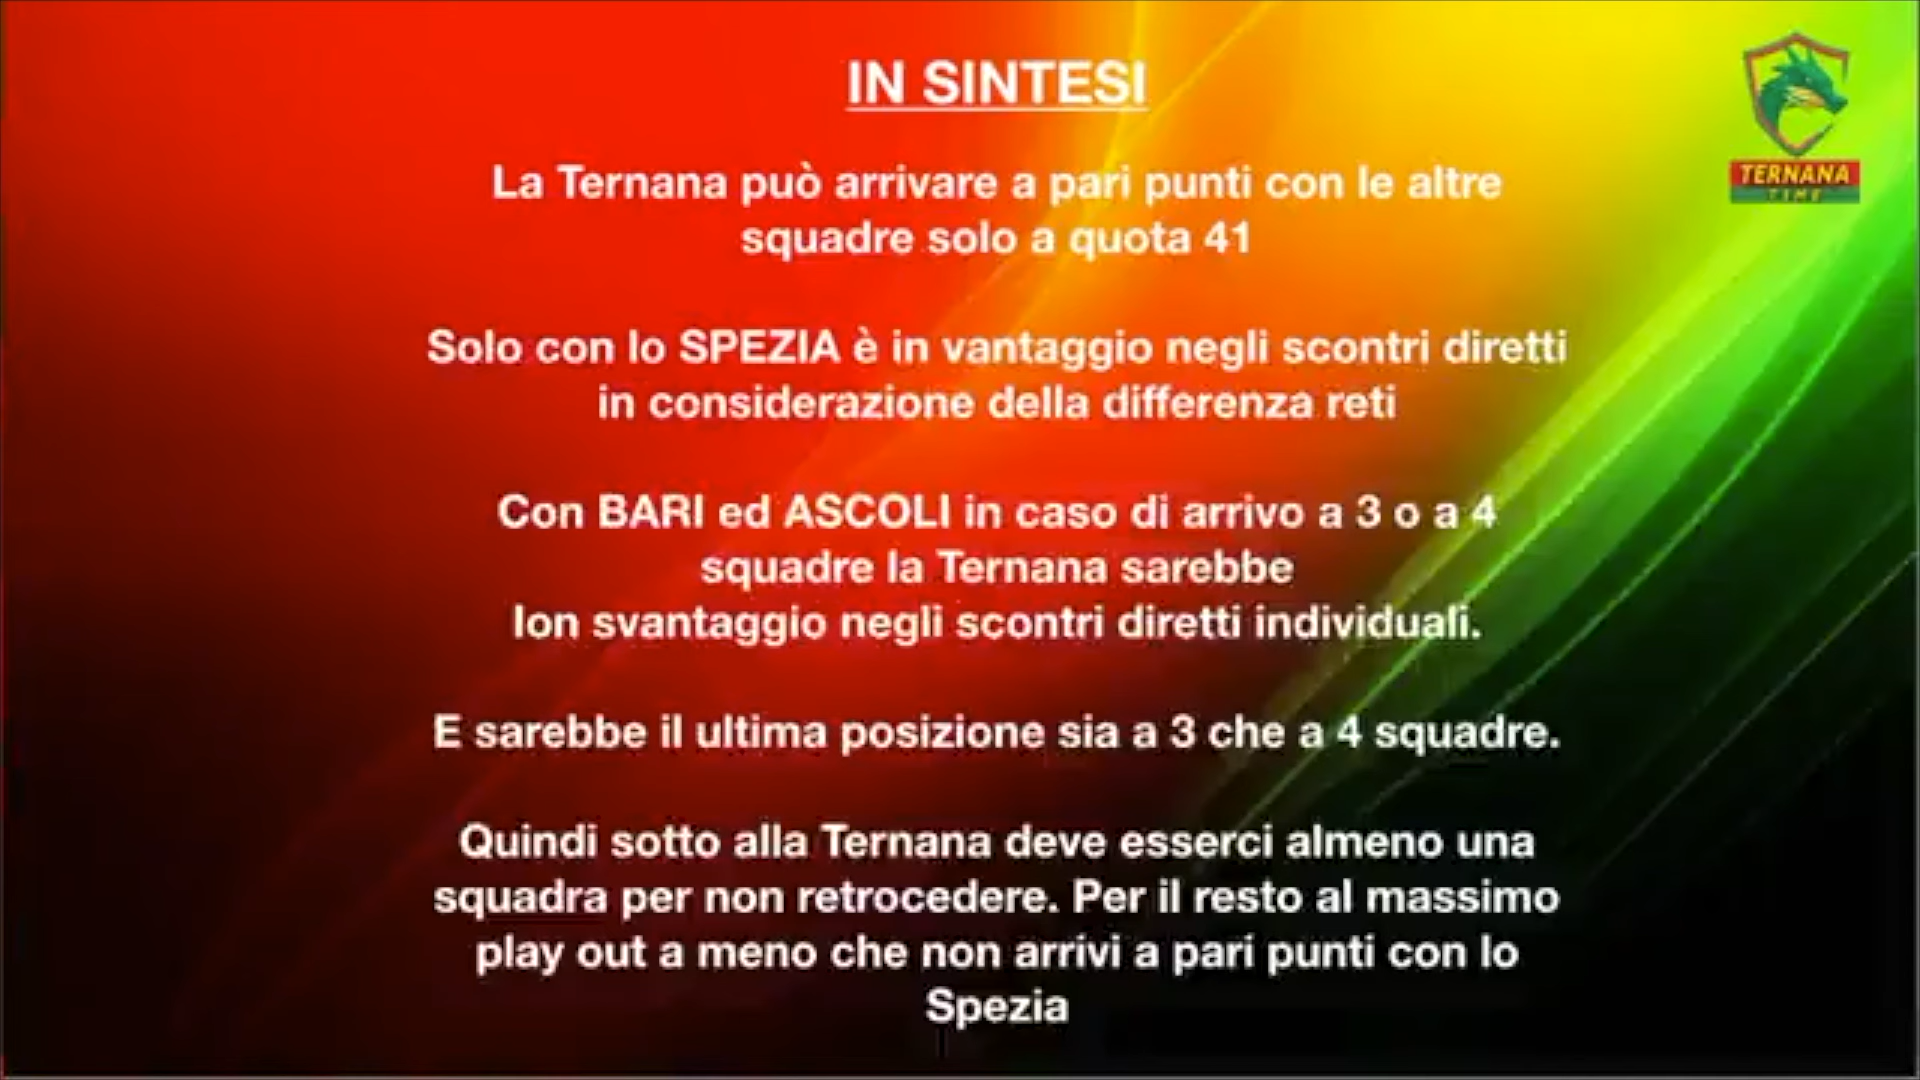 IN SINTESI
TERNANA
TIME
La Ternana può arrivare a pari punti con le altre
squadre solo a quota 41
Solo con lo SPEZIA è in vantaggio negli scontri diretti
in considerazione della differenza reti
Con BARI ed ASCOLI in caso di arrivo a 3 o a 4
squadre la Ternana sarebbe
Ion svantaggio negli scontri diretti individuali.
E sarebbe il ultima posizione sia a 3 che a 4 squadre.
Quindi sotto alla Ternana deve esserci almeno una
squadra per non retrocedere. Per il resto al massimo
play out a meno che non arrivi a pari punti con lo
Spezia